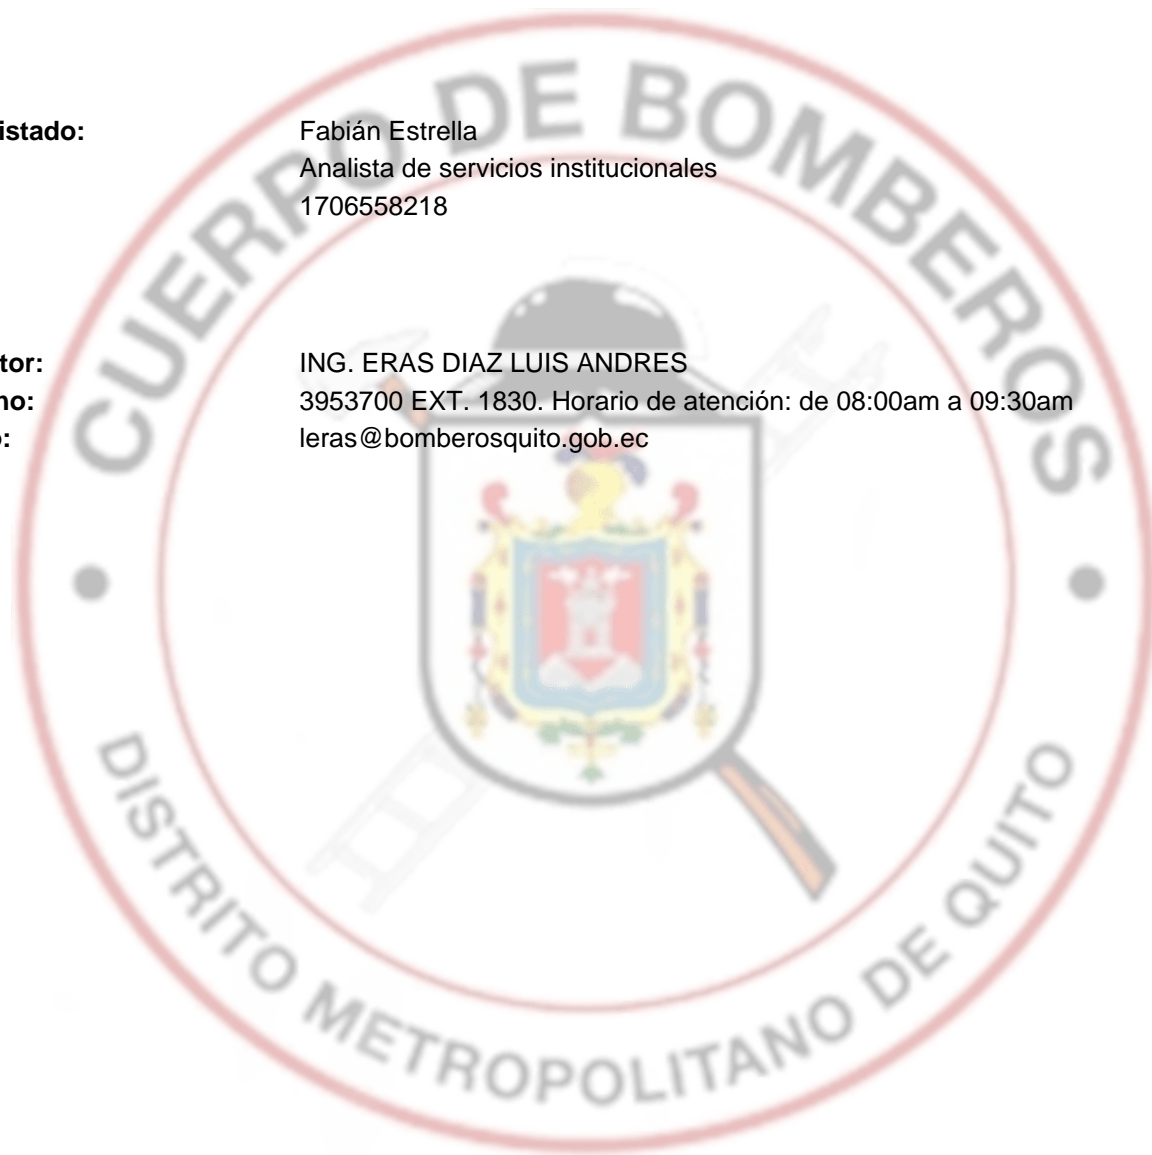 istado: Fabián Estrella
Analista de servicios institucionales
1706558218
tor: ING. ERAS DIAZ LUIS ANDRES
no: 3953700 EXT. 1830. Horario de atención: de 08:00am a 09:30am
o: leras@bomberosquito.gob.ec
CUERPO DE BOMBEROS
DISTRITO METROPOLITANO DE QUITO